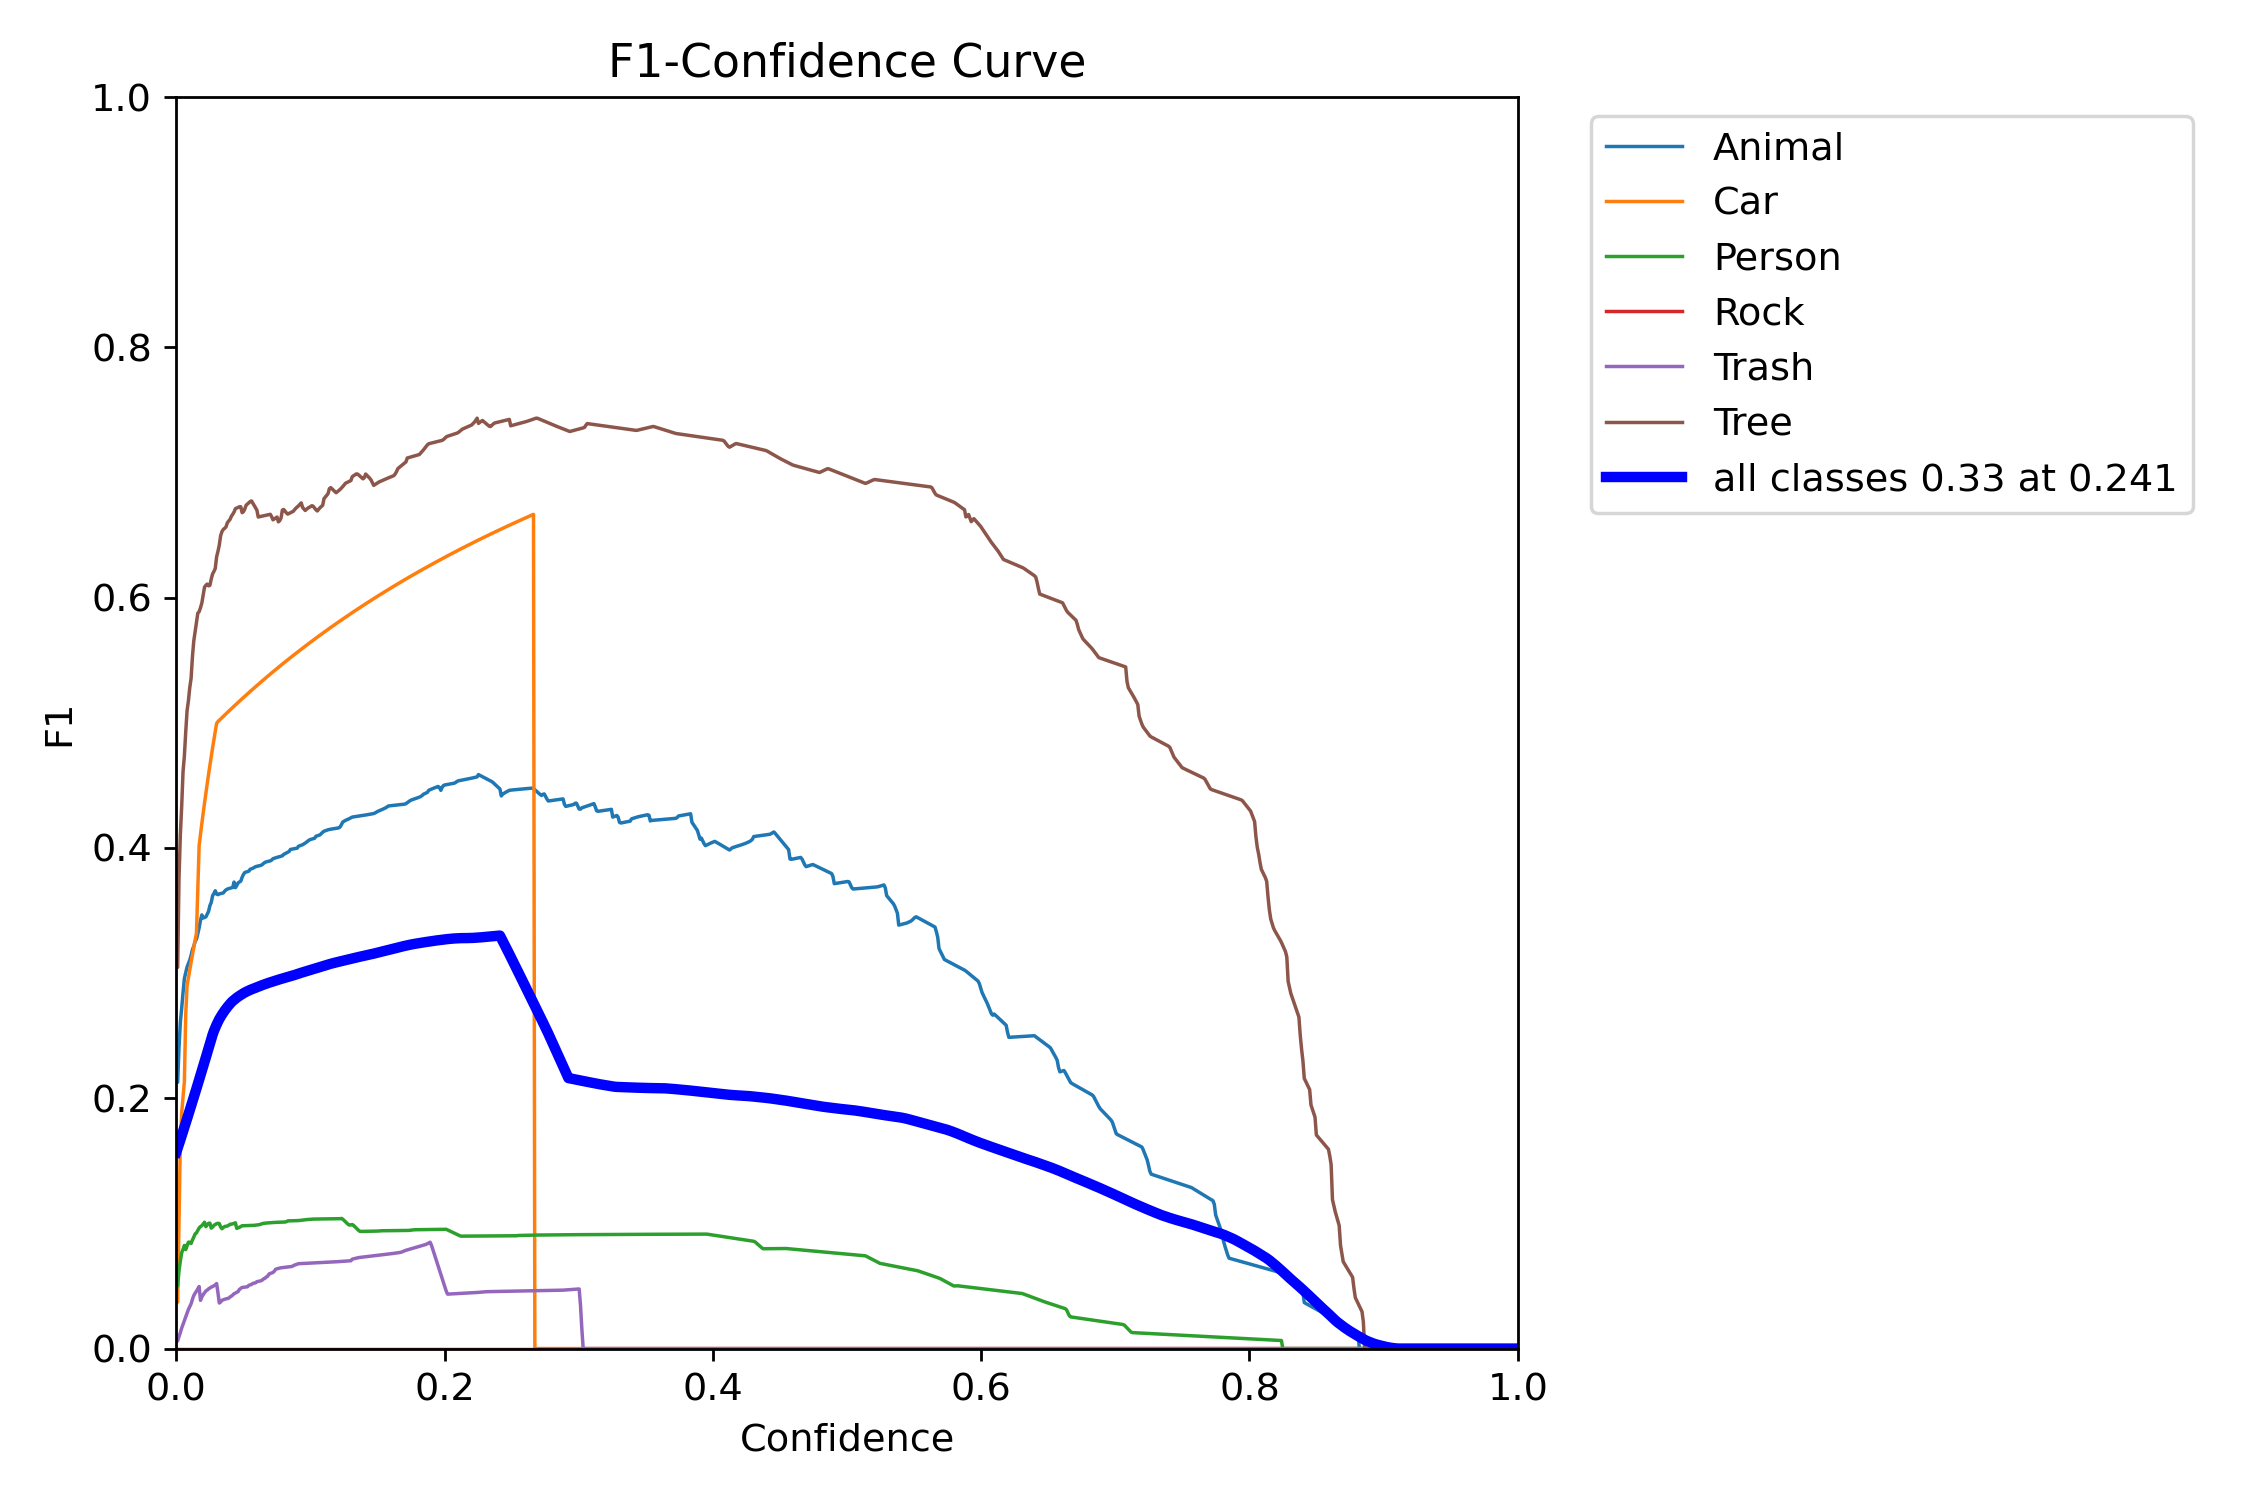 F1-Confidence Curve
1.0
0.8
0.6
0.4
0.2
0.0
F1
0.0 0.2 0.4 0.6 0.8 1.0
Confidence
Animal
Car
Person
Rock
Trash
Tree
all classes 0.33 at 0.241